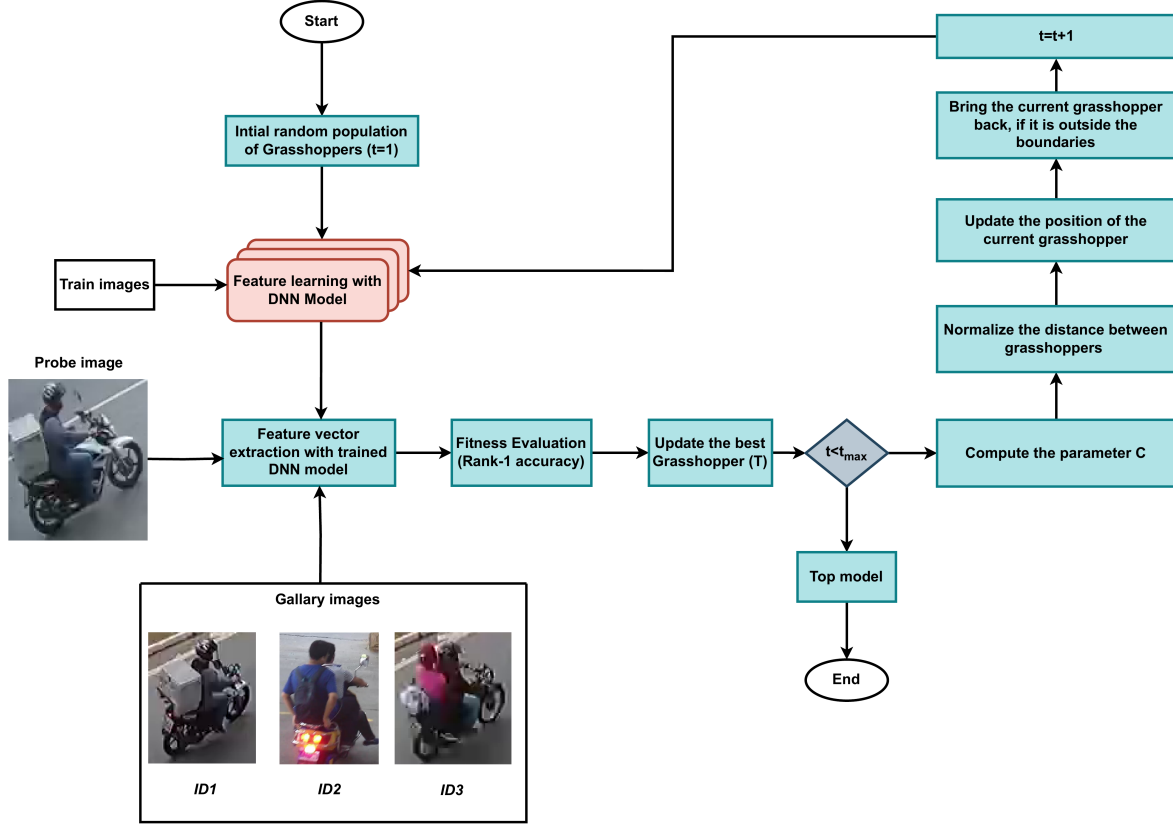 Start
Intial random population
of Grasshoppers (t=1)
Train images
Feature learning with
DNN Model
Probe image
Feature vector
extraction with trained
DNN model
Fitness Evaluation
(Rank-1 accuracy)
Update the best
Grasshopper (T)
t<tmax
Compute the parameter C
Normalize the distance between
grasshoppers
Update the position of the
current grasshopper
Bring the current grasshopper
back, if it is outside the
boundaries
t=t+1
Top model
End
Gallary images
ID1
ID2
ID3